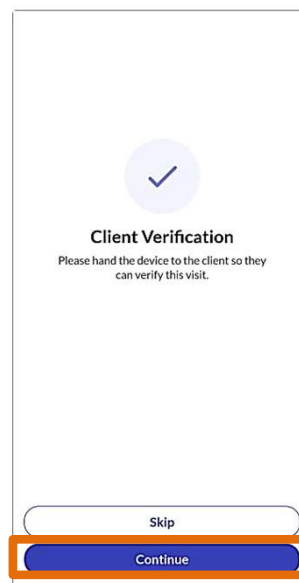 Client Verification
Please hand the device to the client so they
can verify this visit.
Skip
Continue